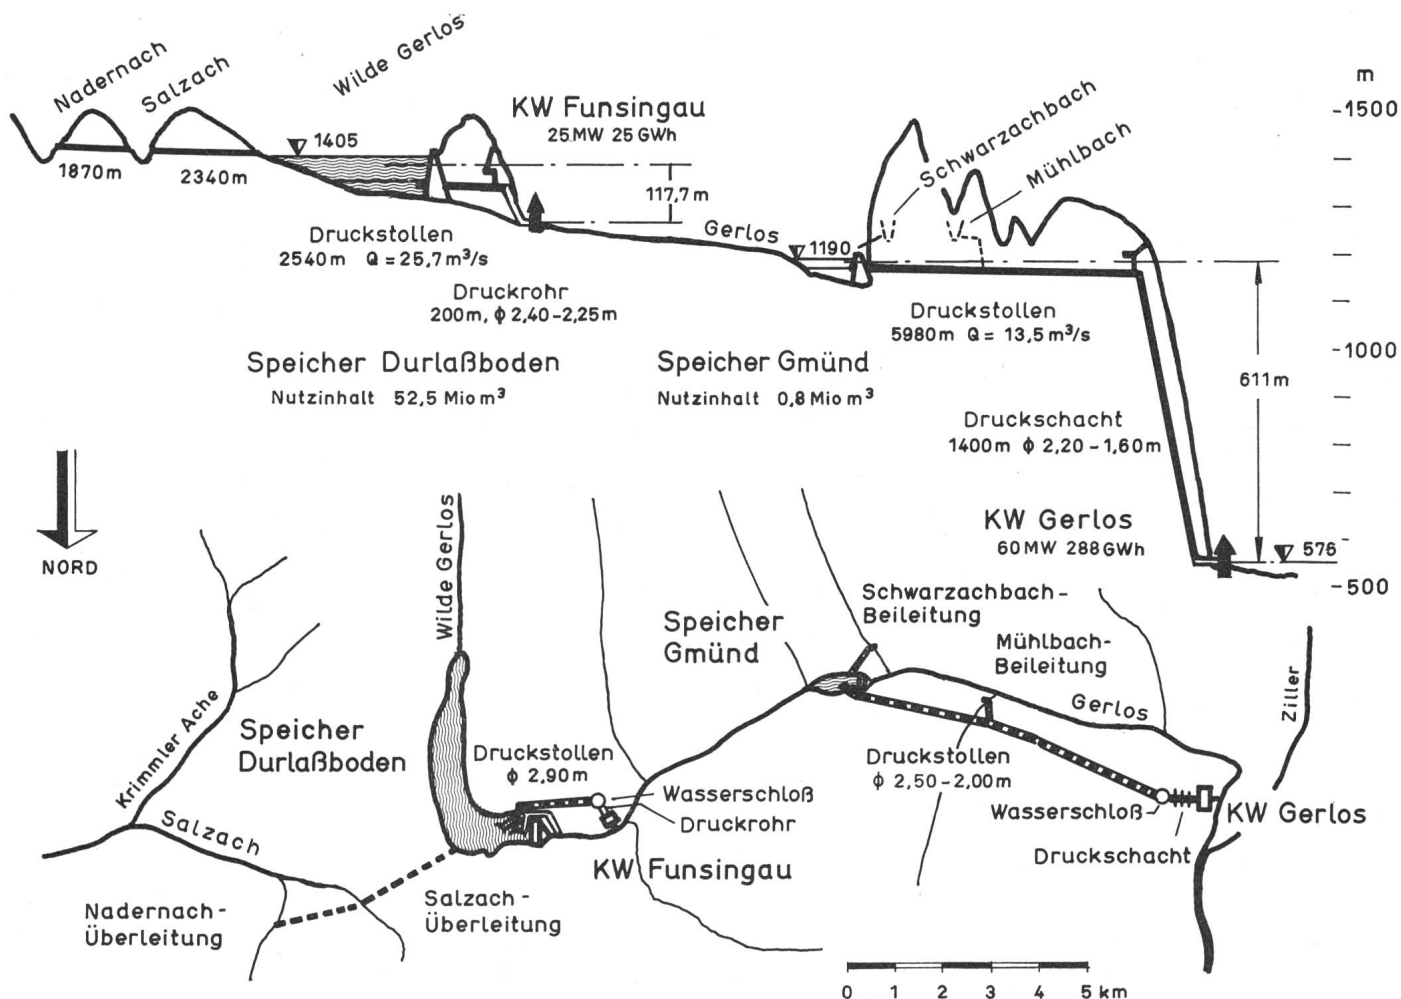 Nadernach
Salzach
Wilde Gerlos
KW Funsingau
25 MW 25 GWh
1405
1870m
2340m
117,7m
Druckstollen
2540m Q = 25,7 m³/s
Druckrohr
200m, ϕ 2,40-2,25m
Gerlos
1190
Schwarzachbach
Mühlbach
m
-1500
-1000
-500
Druckstollen
5980m Q = 13,5 m³/s
611m
Speicher Durlaßboden
Nutzinhalt 52,5 Mio m³
Speicher Gmünd
Nutzinhalt 0,8 Mio m³
Druckschacht
1400m ϕ 2,20 - 1,60m
KW Gerlos
60 MW 288 GWh
576
NORD
Wilde Gerlos
Krimmler Ache
Salzach
Speicher
Durlaßboden
Druckstollen
ϕ 2,90m
Wasserschloß
Druckrohr
KW Funsingau
Nadernach-
Überleitung
Salzach-
Überleitung
Speicher
Gmünd
Schwarzachbach-
Beileitung
Mühlbach-
Beileitung
Gerlos
Ziller
Druckstollen
ϕ 2,50-2,00m
Wasserschloß
KW Gerlos
Druckschacht
0 1 2 3 4 5 km